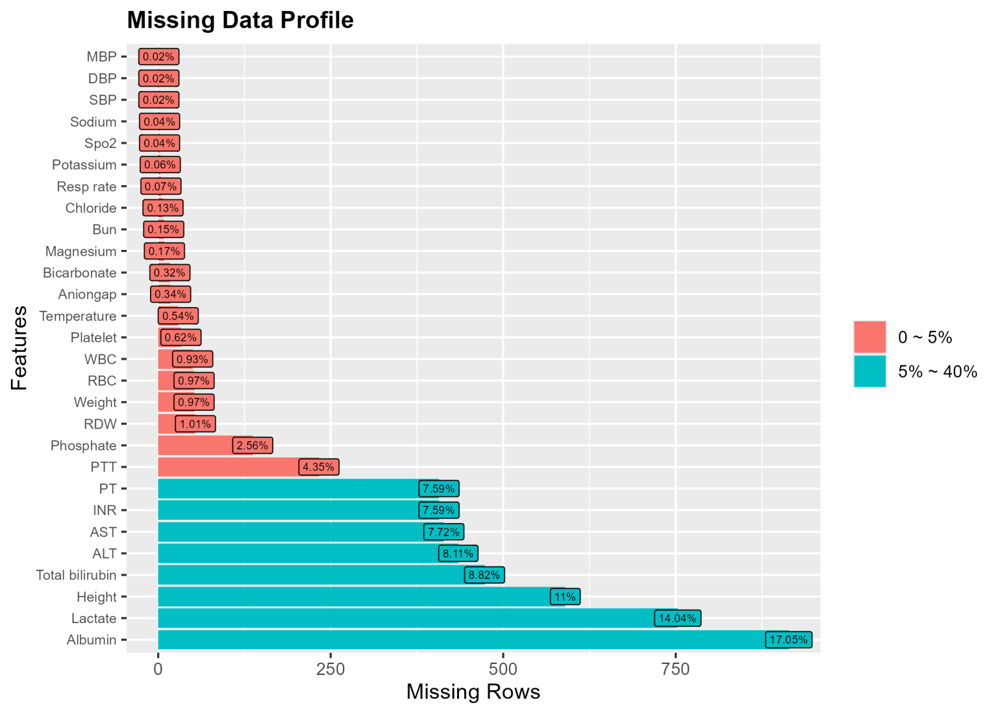 Missing Data Profile
Features
MBP 0.02%
DBP 0.02%
SBP 0.02%
Sodium 0.04%
Spo2 0.04%
Potassium 0.06%
Resp rate 0.07%
Chloride 0.13%
Bun 0.15%
Magnesium 0.17%
Bicarbonate 0.32%
Aniongap 0.34%
Temperature 0.54%
Platelet 0.62%
WBC 0.93%
RBC 0.97%
Weight 0.97%
RDW 1.01%
Phosphate 2.56%
PTT 4.35%
PT 7.59%
INR 7.59%
AST 7.72%
ALT 8.11%
Total bilirubin 8.82%
Height 11%
Lactate 14.04%
Albumin 17.05%
0 250 500 750
Missing Rows
0 ~ 5%
5% ~ 40%